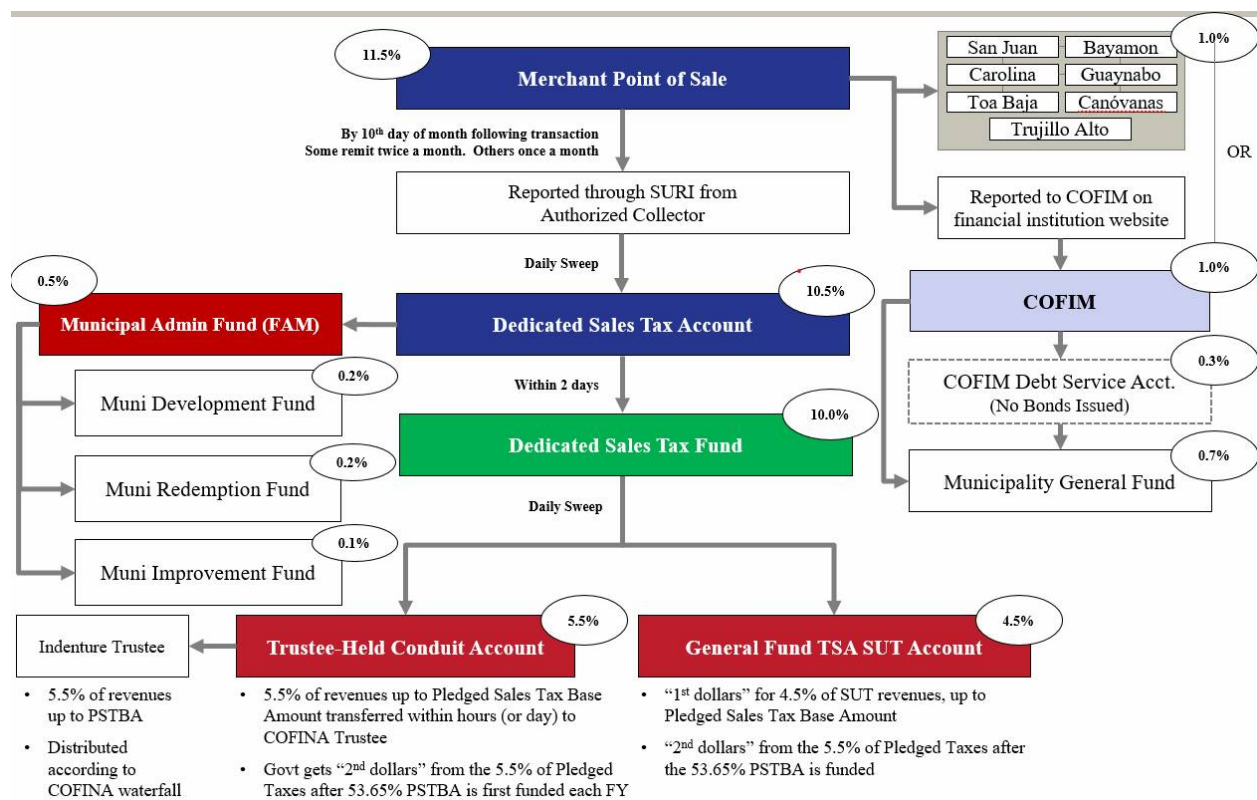 11.5%
Merchant Point of Sale
1.0%
San Juan
Bayamon
Carolina
Guaynabo
Toa Baja
Canóvanas
Trujillo Alto
OR
By 10th day of month following transaction
Some remit twice a month. Others once a month
Reported through SURI from
Authorized Collector
Reported to COFIM on
financial institution website
Daily Sweep
0.5%
Municipal Admin Fund (FAM)
10.5%
Dedicated Sales Tax Account
1.0%
COFIM
Within 2 days
0.2%
Muni Development Fund
10.0%
Dedicated Sales Tax Fund
0.3%
COFIM Debt Service Acct.
(No Bonds Issued)
0.2%
Muni Redemption Fund
0.7%
Municipality General Fund
Daily Sweep
0.1%
Muni Improvement Fund
Indenture Trustee
5.5%
Trustee-Held Conduit Account
4.5%
General Fund TSA SUT Account
• 5.5% of revenues
up to PSTBA
• Distributed
according to
COFINA waterfall
• 5.5% of revenues up to Pledged Sales Tax Base
Amount transferred within hours (or day) to
COFINA Trustee
• Govt gets “2nd dollars” from the 5.5% of Pledged
Taxes after 53.65% PSTBA is first funded each FY
• “1st dollars” for 4.5% of SUT revenues, up to
Pledged Sales Tax Base Amount
• “2nd dollars” from the 5.5% of Pledged Taxes after
the 53.65% PSTBA is funded